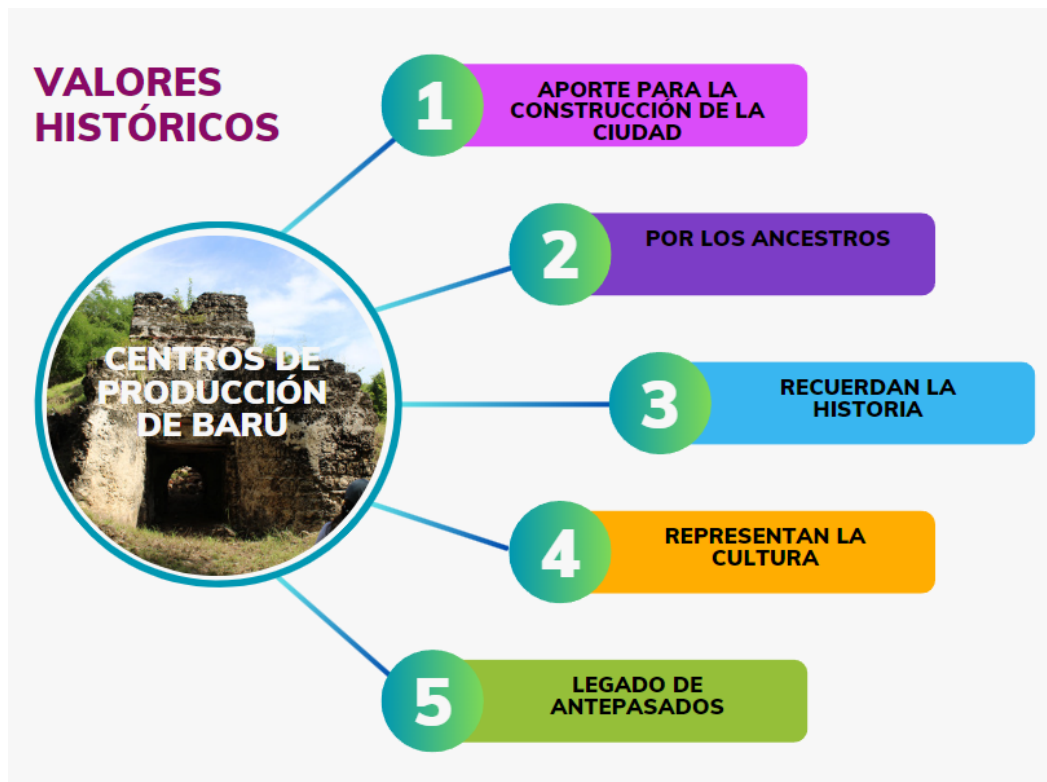 VALORES
HISTÓRICOS
1
APORTE PARA LA
CONSTRUCCIÓN DE LA
CIUDAD
2
POR LOS ANCESTROS
CENTROS DE
PRODUCCIÓN
DE BARÚ
3
RECUERDAN LA
HISTORIA
4
REPRESENTAN LA
CULTURA
5
LEGADO DE
ANTEPASADOS